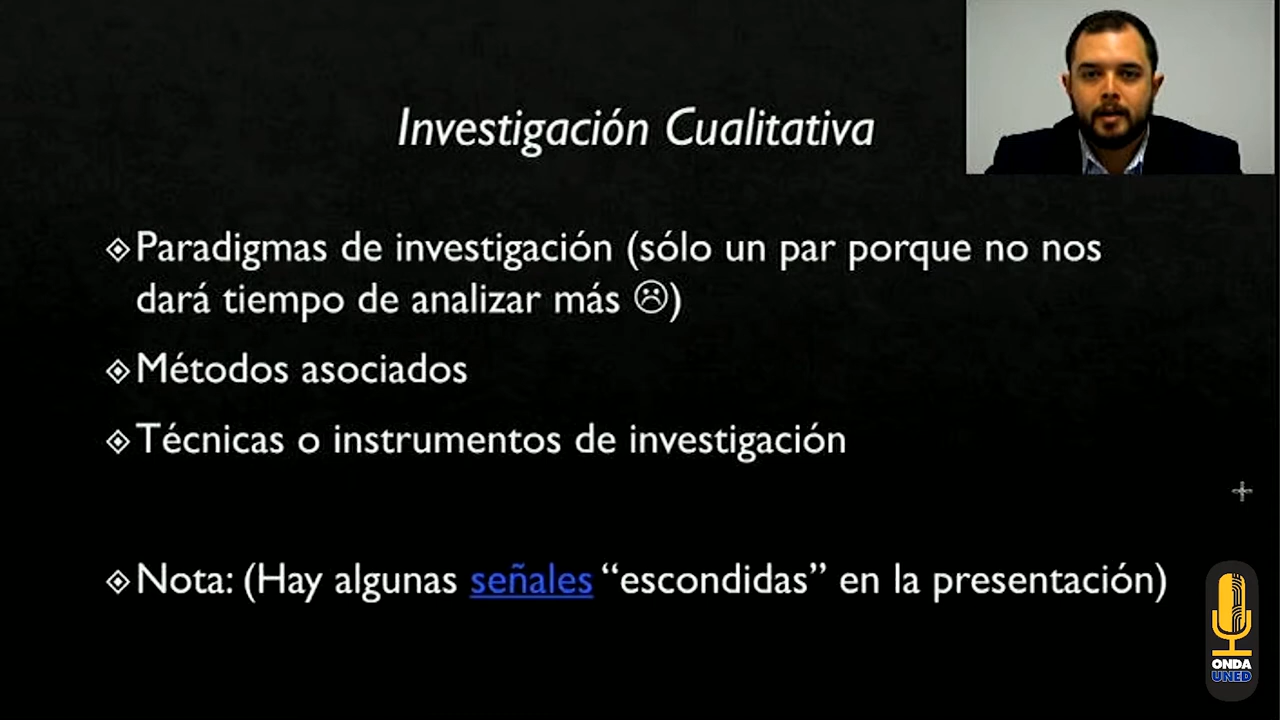 Investigación Cualitativa
Paradigmas de investigación (sólo un par porque no nos
dará tiempo de analizar más ☹)
Métodos asociados
Técnicas o instrumentos de investigación
Nota: (Hay algunas señales “escondidas” en la presentación)
ONDA
UNED